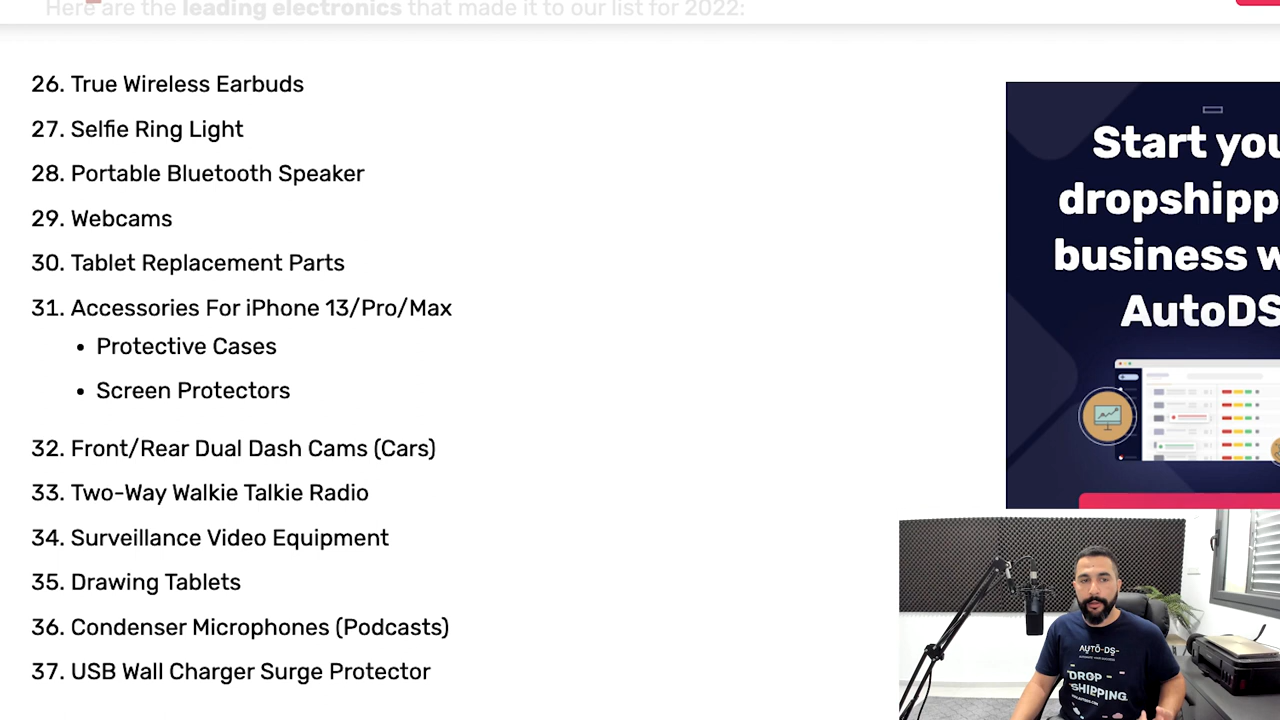 Here are the leading electronics that made it to our list for 2022:
26. True Wireless Earbuds
27. Selfie Ring Light
28. Portable Bluetooth Speaker
29. Webcams
30. Tablet Replacement Parts
31. Accessories For iPhone 13/Pro/Max
• Protective Cases
• Screen Protectors
32. Front/Rear Dual Dash Cams (Cars)
33. Two-Way Walkie Talkie Radio
34. Surveillance Video Equipment
35. Drawing Tablets
36. Condenser Microphones (Podcasts)
37. USB Wall Charger Surge Protector
Start you
dropshipp
business w
AutoDS
AUTO-DS
DROP
SHIPPING